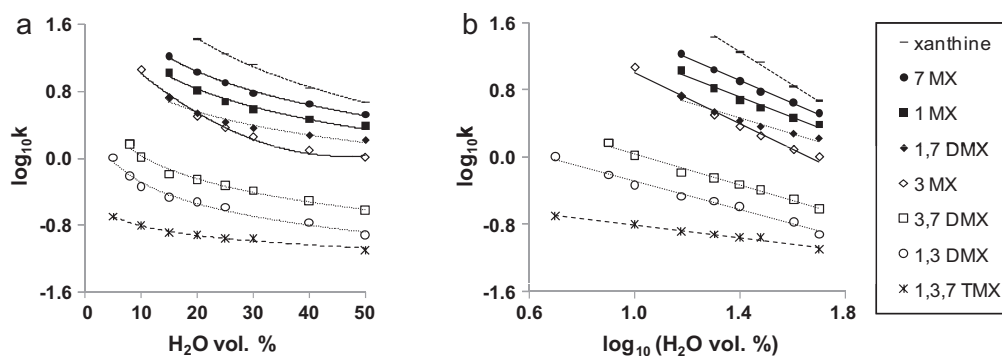 a
1.6
0.8
0.0
-0.8
-1.6
log10k
0
10
20
30
40
50
H2O vol. %
b
1.6
0.8
0.0
-0.8
-1.6
log10k
0.6
1.0
1.4
1.8
log10 (H2O vol. %)
xanthine
7 MX
1 MX
1,7 DMX
3 MX
3,7 DMX
1,3 DMX
1,3,7 TMX